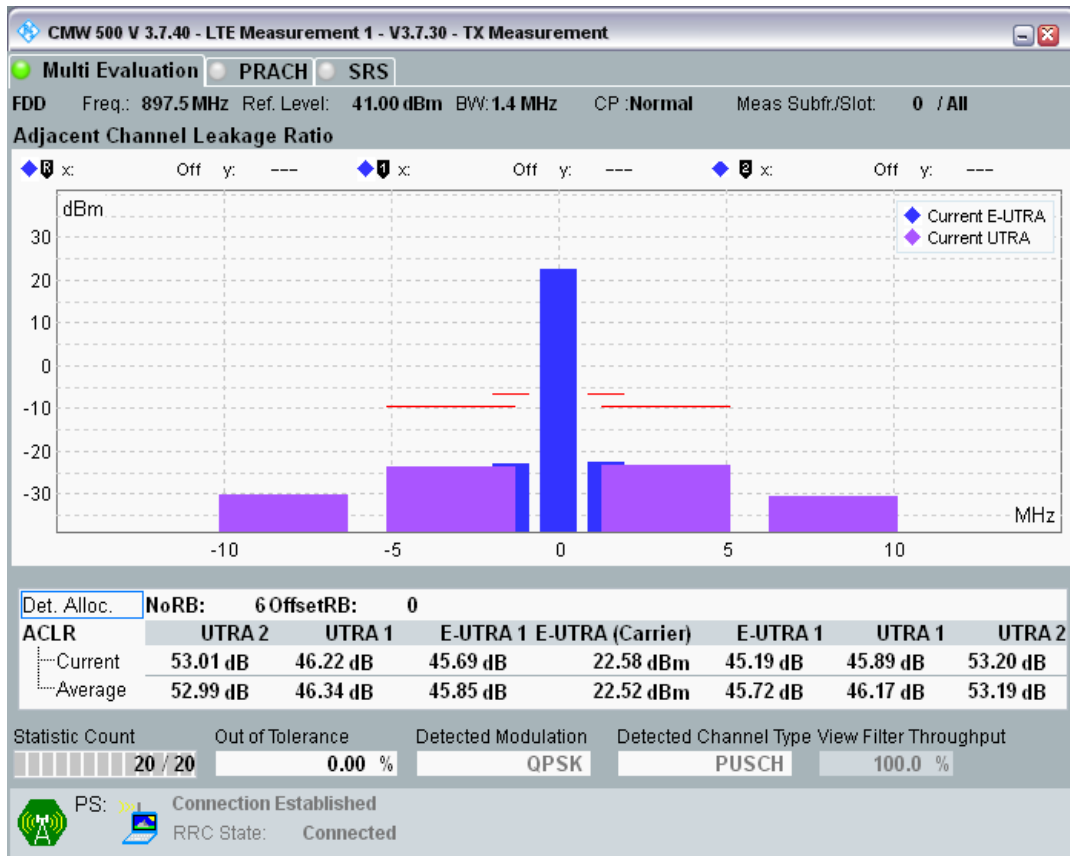 CMW 500 V 3.7.40 - LTE Measurement 1 - V3.7.30 - TX Measurement
Multi Evaluation PRACH SRS
FDD Freq.: 897.5 MHz Ref. Level: 41.00 dBm BW: 1.4 MHz CP : Normal Meas Subfr./Slot: 0 / All
Adjacent Channel Leakage Ratio
R x: Off y: --- 1 x: Off y: --- 2 x: Off y: ---
dBm
Current E-UTRA
Current UTRA
30
20
10
0
-10
-20
-30
MHz
-10 -5 0 5 10
Det. Alloc. NoRB: 6 OffsetRB: 0
ACLR UTRA 2 UTRA 1 E-UTRA 1 E-UTRA (Carrier) E-UTRA 1 UTRA 1 UTRA 2
Current 53.01 dB 46.22 dB 45.69 dB 22.58 dBm 45.19 dB 45.89 dB 53.20 dB
Average 52.99 dB 46.34 dB 45.85 dB 22.52 dBm 45.72 dB 46.17 dB 53.19 dB
Statistic Count Out of Tolerance Detected Modulation Detected Channel Type View Filter Throughput
20 / 20 0.00 % QPSK PUSCH 100.0 %
PS: Connection Established
RRC State: Connected